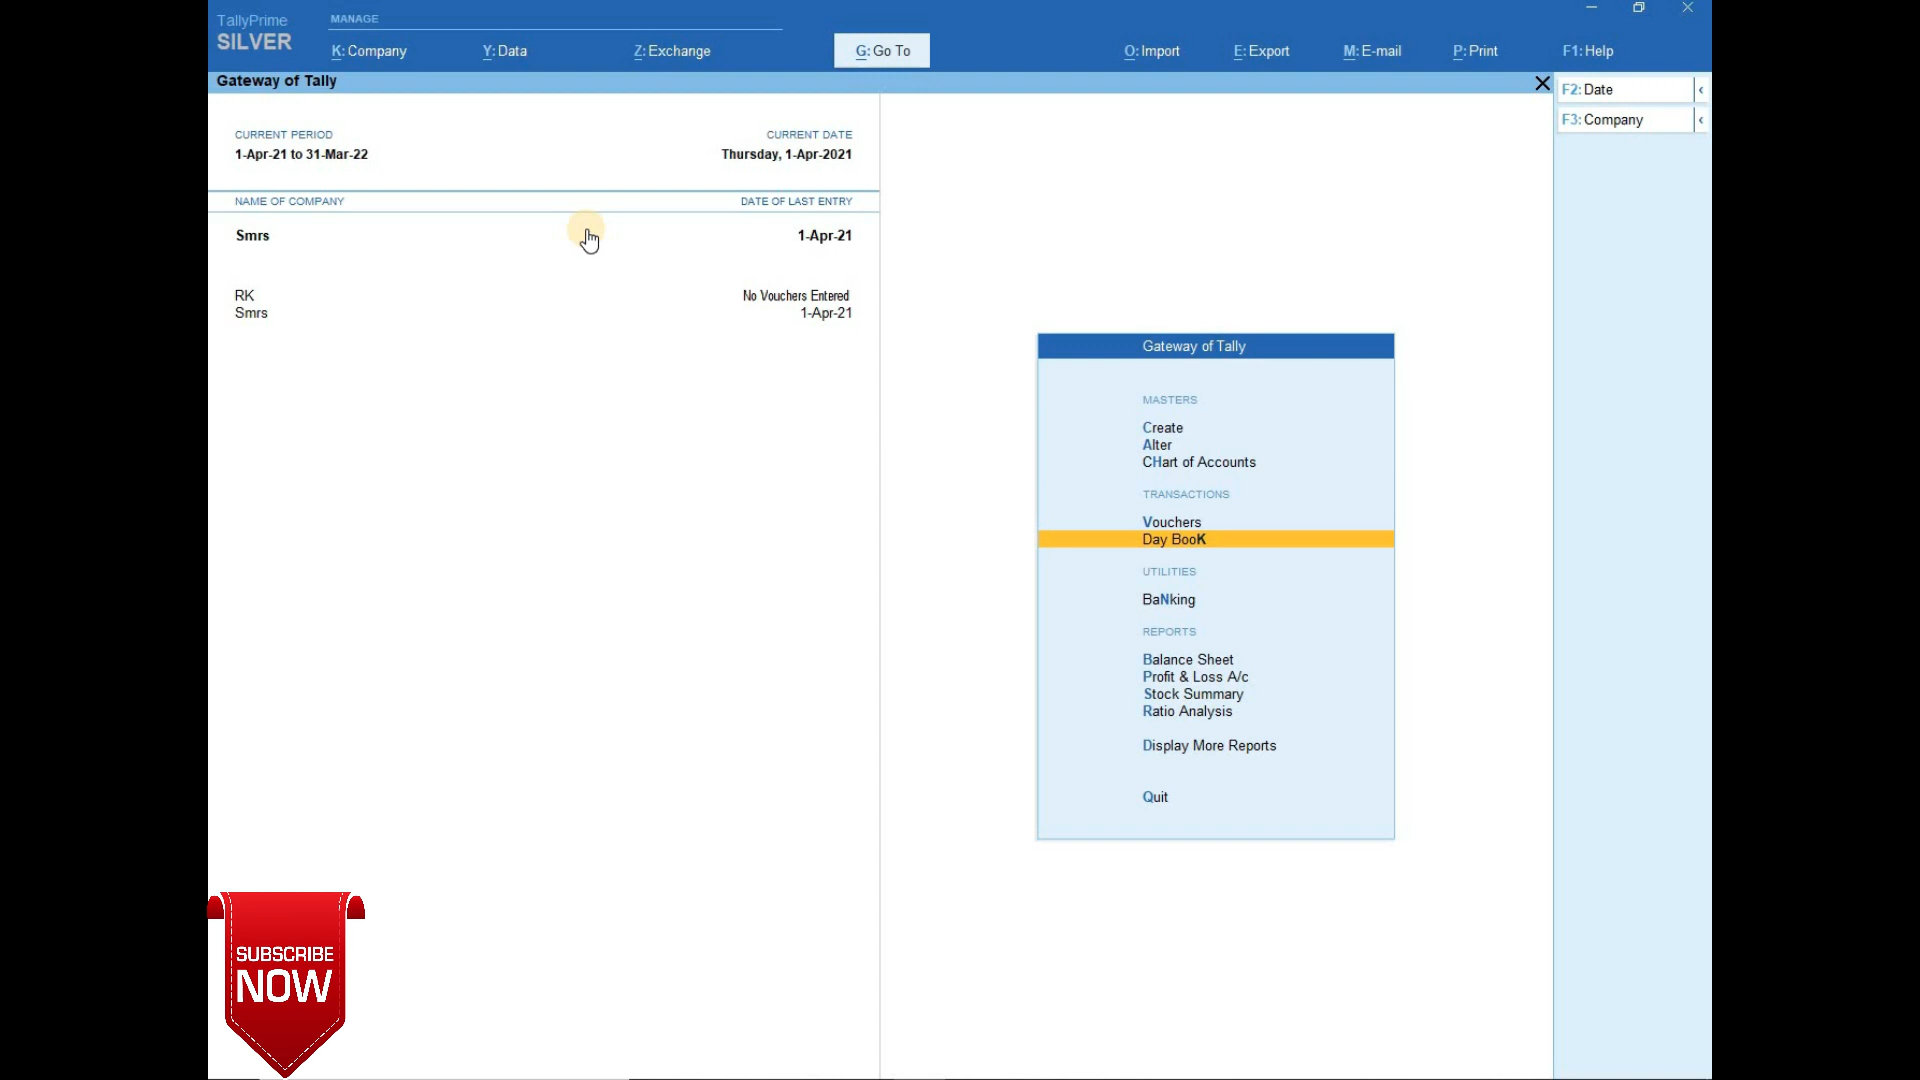 TallyPrime
SILVER
MANAGE
K: Company
Y: Data
Z: Exchange
G: Go To
O: Import
E: Export
M: E-mail
P: Print
F1: Help
Gateway of Tally
F2: Date
F3: Company
CURRENT PERIOD
CURRENT DATE
1-Apr-21 to 31-Mar-22
Thursday, 1-Apr-2021
NAME OF COMPANY
DATE OF LAST ENTRY
Smrs
1-Apr-21
RK
No Vouchers Entered
Smrs
1-Apr-21
Gateway of Tally
MASTERS
Create
Alter
CHart of Accounts
TRANSACTIONS
Vouchers
Day BooK
UTILITIES
BaNking
REPORTS
Balance Sheet
Profit & Loss A/c
Stock Summary
Ratio Analysis
Display More Reports
Quit
SUBSCRIBE
NOW